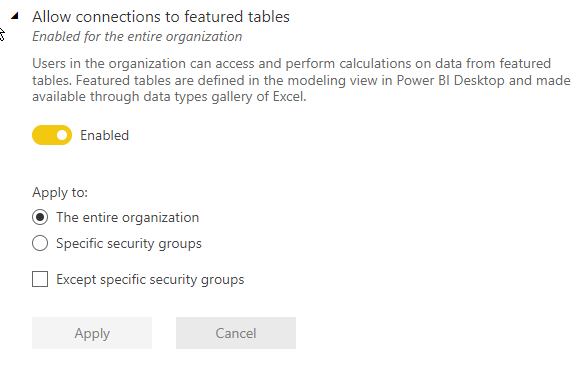 Allow connections to featured tables
Enabled for the entire organization
Users in the organization can access and perform calculations on data from featured
tables. Featured tables are defined in the modeling view in Power BI Desktop and made
available through data types gallery of Excel.
Enabled
Apply to:
The entire organization
Specific security groups
Except specific security groups
Apply
Cancel